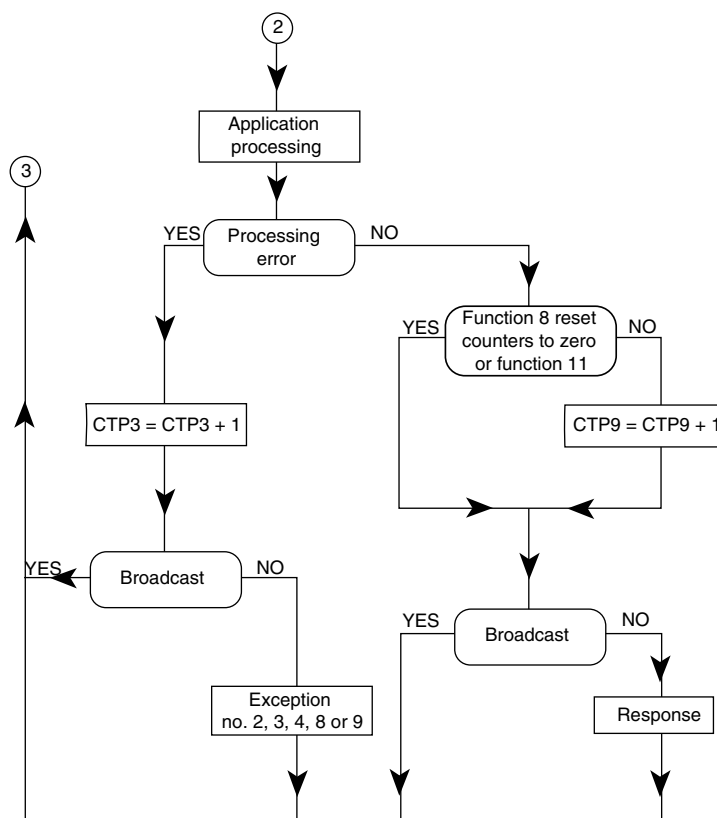 2
Application
processing
3
YES
Processing
error
NO
YES
Function 8 reset
counters to zero
or function 11
NO
CTP3 = CTP3 + 1
CTP9 = CTP9 + 1
YES
Broadcast
NO
YES
Broadcast
NO
Exception
no. 2, 3, 4, 8 or 9
Response